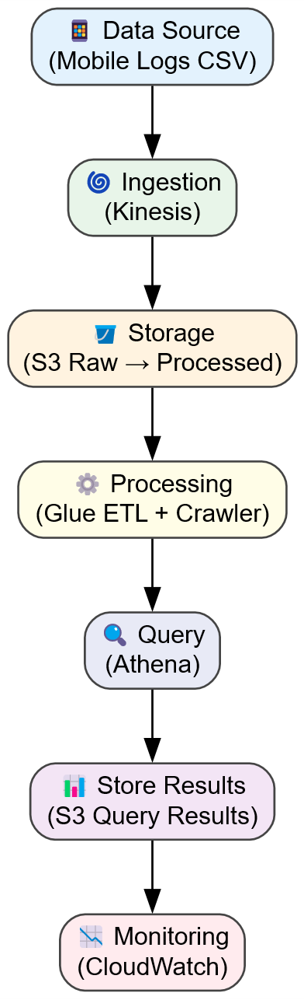 Data Source
(Mobile Logs CSV)
Ingestion
(Kinesis)
Storage
(S3 Raw → Processed)
Processing
(Glue ETL + Crawler)
Query
(Athena)
Store Results
(S3 Query Results)
Monitoring
(CloudWatch)